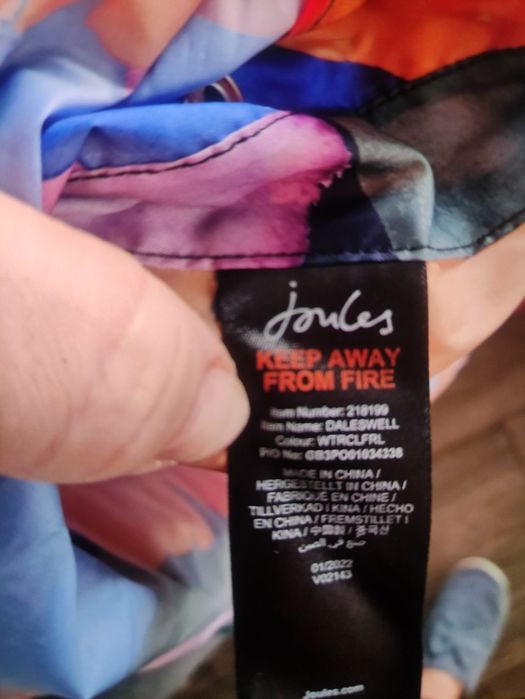 Joules
KEEP AWAY
FROM FIRE
Item Number: 218199
Item Name: DALESWELL
Colour: WTRCLFRL
P/O No: GB3PO01034338
MADE IN CHINA /
HERGESTELLT IN CHINA /
FABRIQUÉ EN CHINE /
TILLVERKAD I KINA / HECHO
EN CHINA / FREMSTILLET I
KINA / 中国製 / 중국산
صنع في الصين
01/2022
V02143
Joules.com